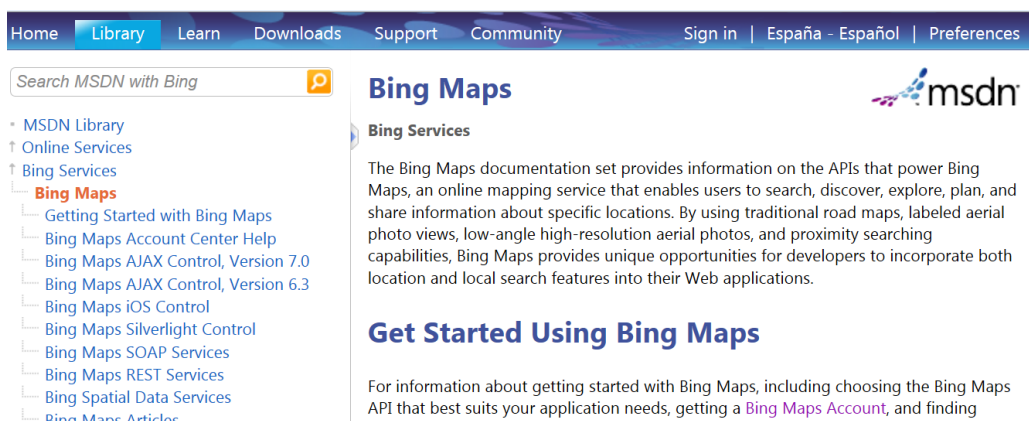 Home Library Learn Downloads Support Community Sign in | España - Español | Preferences
Search MSDN with Bing
MSDN Library
Online Services
Bing Services
Bing Maps
Getting Started with Bing Maps
Bing Maps Account Center Help
Bing Maps AJAX Control, Version 7.0
Bing Maps AJAX Control, Version 6.3
Bing Maps iOS Control
Bing Maps Silverlight Control
Bing Maps SOAP Services
Bing Maps REST Services
Bing Spatial Data Services
Bing Maps Articles
msdn
Bing Maps
Bing Services
The Bing Maps documentation set provides information on the APIs that power Bing
Maps, an online mapping service that enables users to search, discover, explore, plan, and
share information about specific locations. By using traditional road maps, labeled aerial
photo views, low-angle high-resolution aerial photos, and proximity searching
capabilities, Bing Maps provides unique opportunities for developers to incorporate both
location and local search features into their Web applications.
Get Started Using Bing Maps
For information about getting started with Bing Maps, including choosing the Bing Maps
API that best suits your application needs, getting a Bing Maps Account, and finding